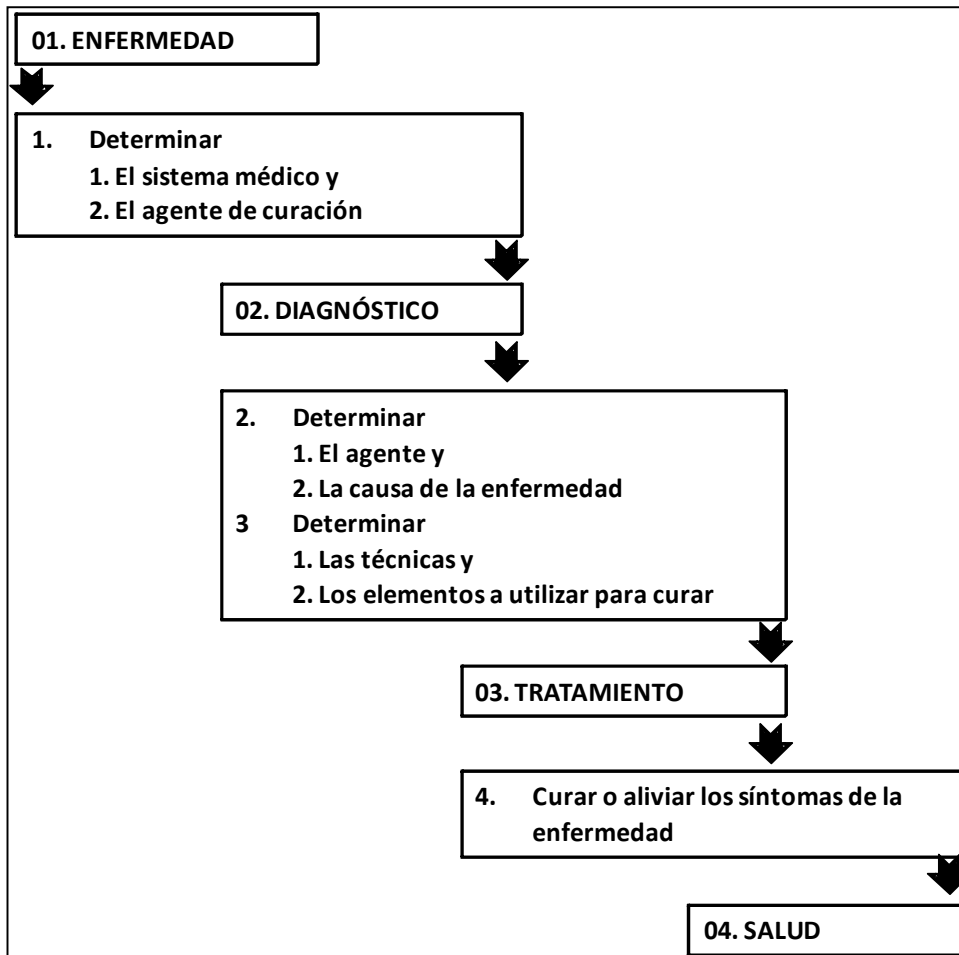 01. ENFERMEDAD
1. Determinar
1. El sistema médico y
2. El agente de curación
02. DIAGNÓSTICO
2. Determinar
1. El agente y
2. La causa de la enfermedad
3 Determinar
1. Las técnicas y
2. Los elementos a utilizar para curar
03. TRATAMIENTO
4. Curar o aliviar los síntomas de la
enfermedad
04. SALUD